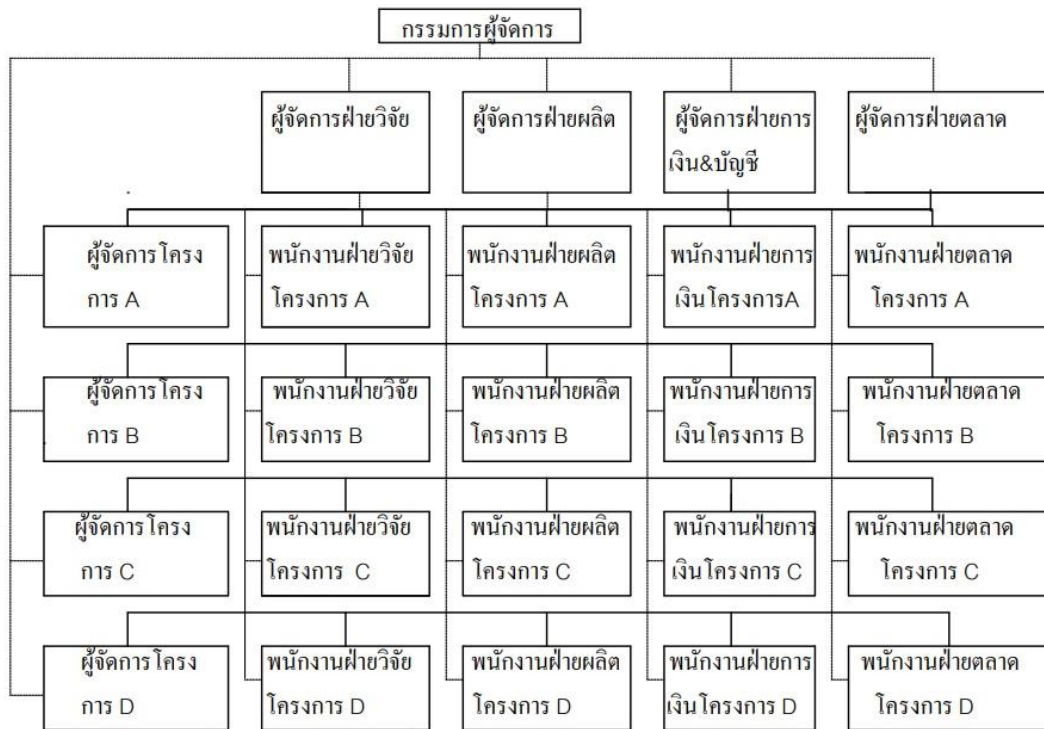 กรรมการผู้จัดการ
ผู้จัดการฝ่ายวิจัย
ผู้จัดการฝ่ายผลิต
ผู้จัดการฝ่ายการ
เงิน&บัญชี
ผู้จัดการฝ่ายตลาด
ผู้จัดการโครง
การ A
พนักงานฝ่ายวิจัย
โครงการ A
พนักงานฝ่ายผลิต
โครงการ A
พนักงานฝ่ายการ
เงินโครงการA
พนักงานฝ่ายตลาด
โครงการ A
ผู้จัดการโครง
การ B
พนักงานฝ่ายวิจัย
โครงการ B
พนักงานฝ่ายผลิต
โครงการ B
พนักงานฝ่ายการ
เงินโครงการ B
พนักงานฝ่ายตลาด
โครงการ B
ผู้จัดการโครง
การ C
พนักงานฝ่ายวิจัย
โครงการ C
พนักงานฝ่ายผลิต
โครงการ C
พนักงานฝ่ายการ
เงินโครงการ C
พนักงานฝ่ายตลาด
โครงการ C
ผู้จัดการโครง
การ D
พนักงานฝ่ายวิจัย
โครงการ D
พนักงานฝ่ายผลิต
โครงการ D
พนักงานฝ่ายการ
เงินโครงการ D
พนักงานฝ่ายตลาด
โครงการ D